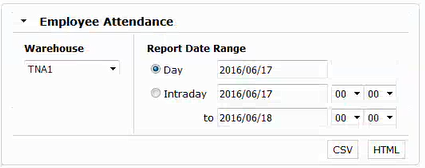 Employee Attendance
Warehouse
TNA1
Report Date Range
Day 2016/06/17
Intraday 2016/06/17 00 00
to 2016/06/18 00 00
CSV HTML